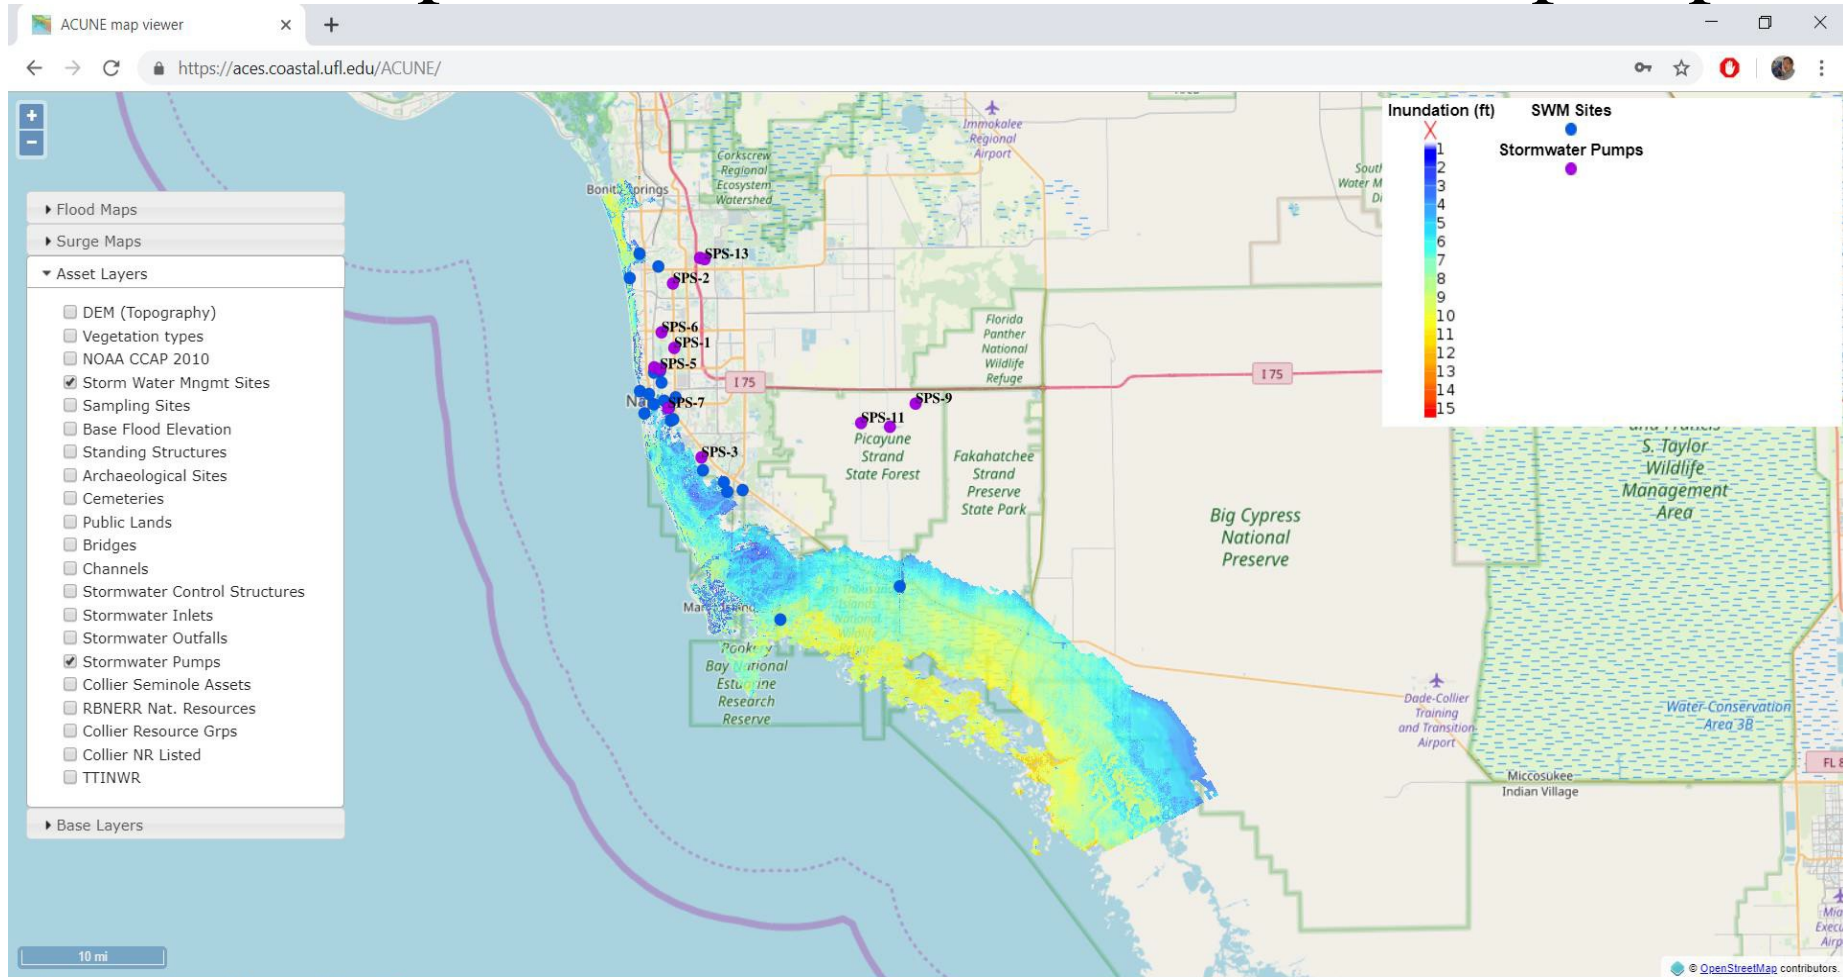 ACUNE map viewer
https://aces.coastal.ufl.edu/ACUNE/
Flood Maps
Surge Maps
Asset Layers
DEM (Topography)
Vegetation types
NOAA CCAP 2010
Storm Water Mngmt Sites
Sampling Sites
Base Flood Elevation
Standing Structures
Archaeological Sites
Cemeteries
Public Lands
Bridges
Channels
Stormwater Control Structures
Stormwater Inlets
Stormwater Outfalls
Stormwater Pumps
Collier Seminole Assets
RBNERR Nat. Resources
Collier Resource Grps
Collier NR Listed
TTINWR
Base Layers
10 mi
Immokalee
Regional
Airport
Corkscrew
Regional
Ecosystem
Watershed
SPS-13
SPS-2
SPS-6
SPS-1
SPS-5
SPS-7
SPS-3
SPS-9
SPS-11
I 75
I 75
Florida
Panther
National
Wildlife
Refuge
Picayune
Strand
State Forest
Fakahatchee
Strand
Preserve
State Park
Big Cypress
National
Preserve
Bay National
Estuarine
Research
Reserve
Inundation (ft)
1
2
3
4
5
6
7
8
9
10
11
12
13
14
15
SWM Sites
Stormwater Pumps
S. Taylor
Wildlife
Management
Area
Water Conservation
Area 3B
Dade-Collier
Training
and Transition
Airport
Miccosukee
Indian Village
© OpenStreetMap contributors